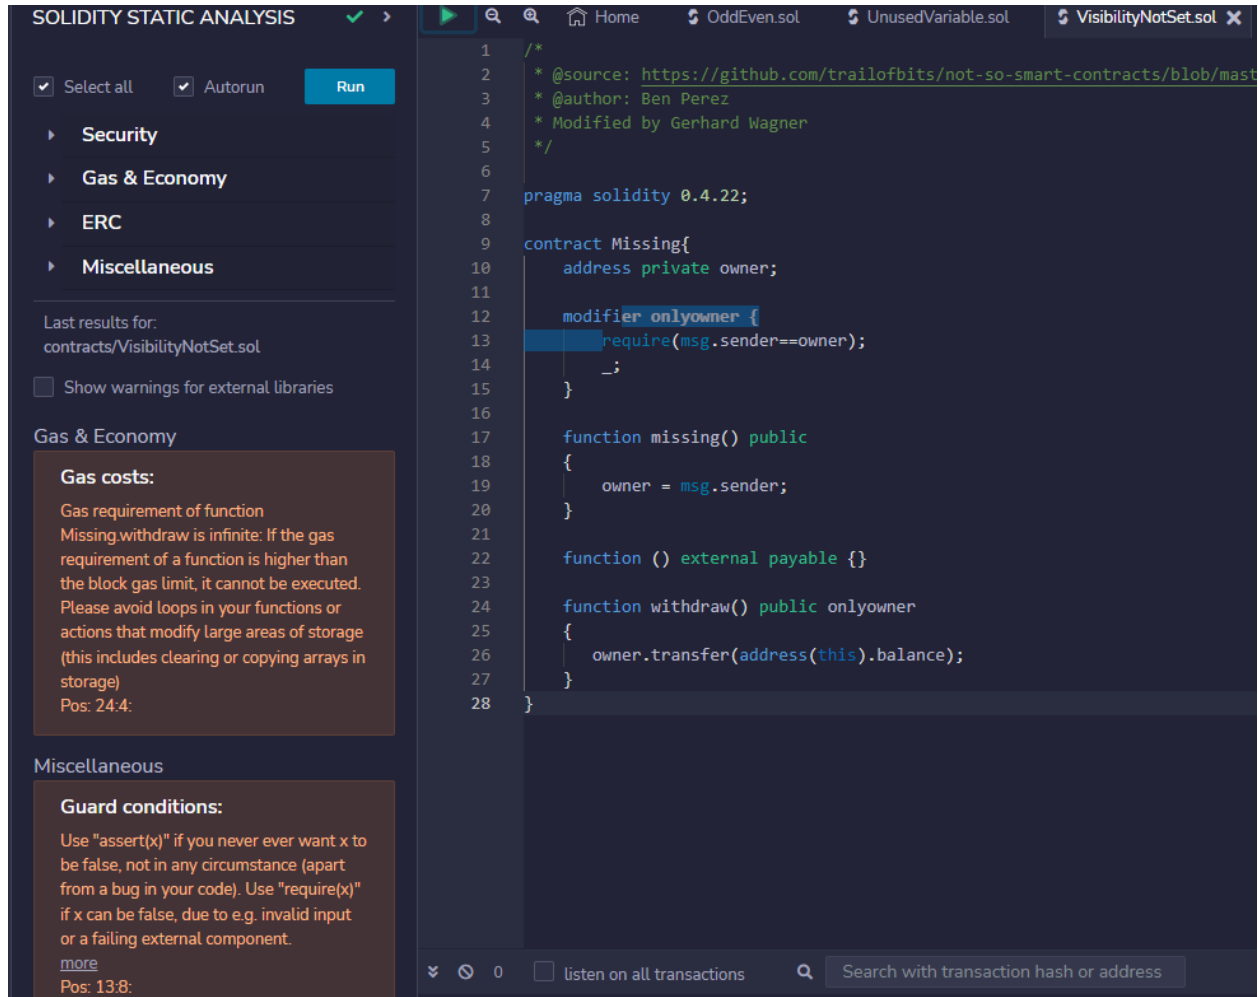 SOLIDITY STATIC ANALYSIS
Select all
Autorun
Run
Security
Gas & Economy
ERC
Miscellaneous
Last results for:
contracts/VisibilityNotSet.sol
Show warnings for external libraries
Gas & Economy
Gas costs:
Gas requirement of function
Missing.withdraw is infinite: If the gas
requirement of a function is higher than
the block gas limit, it cannot be executed.
Please avoid loops in your functions or
actions that modify large areas of storage
(this includes clearing or copying arrays in
storage)
Pos: 24:4:
Miscellaneous
Guard conditions:
Use "assert(x)" if you never ever want x to
be false, not in any circumstance (apart
from a bug in your code). Use "require(x)"
if x can be false, due to e.g. invalid input
or a failing external component.
more
Pos: 13:8:
Home
OddEven.sol
UnusedVariable.sol
VisibilityNotSet.sol
1 /*
2 * @source: https://github.com/trailofbits/not-so-smart-contracts/blob/mast
3 * @author: Ben Perez
4 * Modified by Gerhard Wagner
5 */
6
7 pragma solidity 0.4.22;
8
9 contract Missing{
10 address private owner;
11
12 modifier onlyowner {
13 require(msg.sender==owner);
14 _;
15 }
16
17 function missing() public
18 {
19 owner = msg.sender;
20 }
21
22 function () external payable {}
23
24 function withdraw() public onlyowner
25 {
26 owner.transfer(address(this).balance);
27 }
28 }
0
listen on all transactions
Search with transaction hash or address